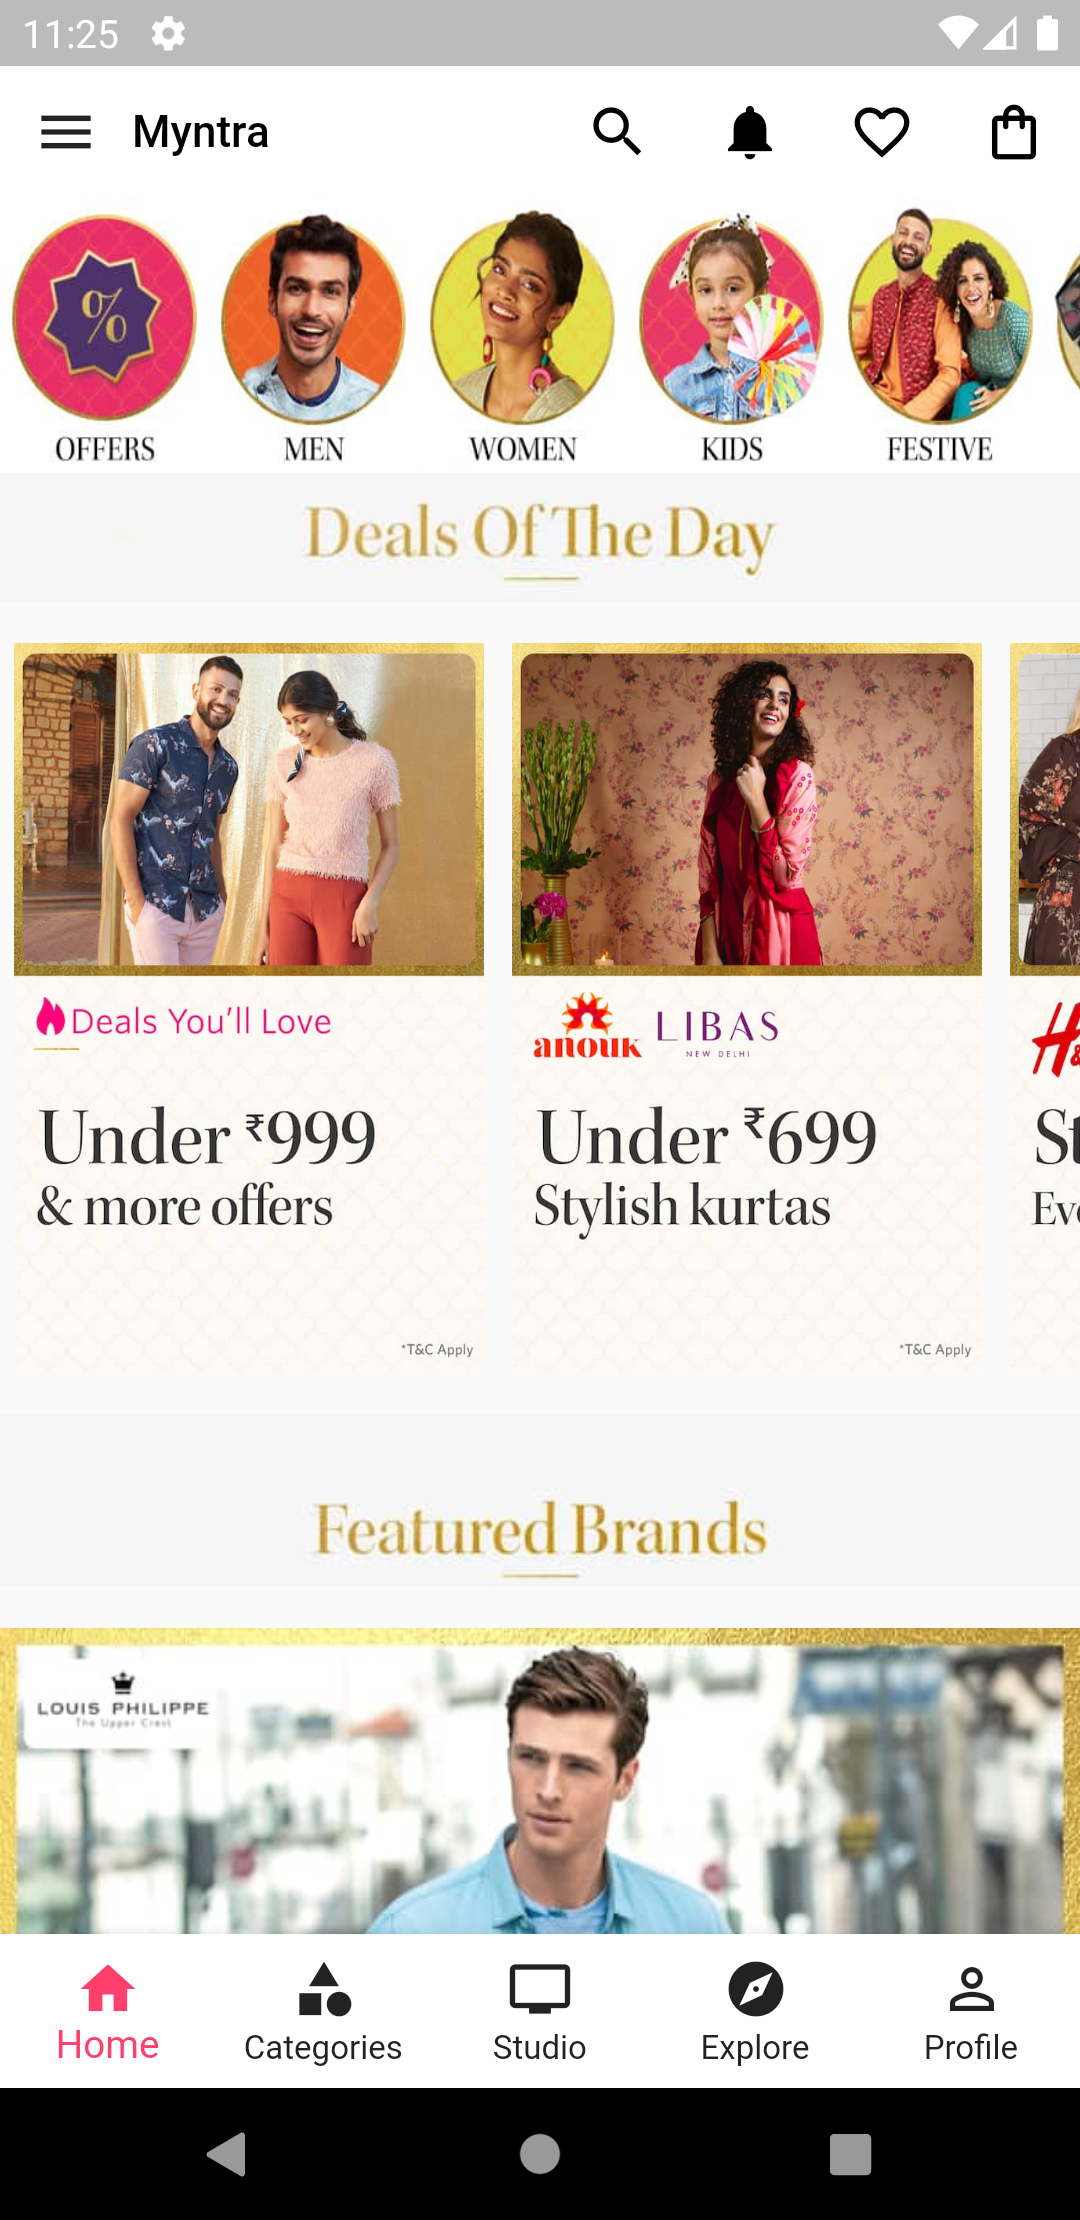 11:25
Myntra
OFFERS
MEN
WOMEN
KIDS
FESTIVE
%
Deals Of The Day
Deals You'll Love
Under ₹999
& more offers
*T&C Apply
anouk
LIBAS
NEW DELHI
Under ₹699
Stylish kurtas
*T&C Apply
H&
St
Eve
Featured Brands
LOUIS PHILIPPE
The Upper Crest
Home
Categories
Studio
Explore
Profile